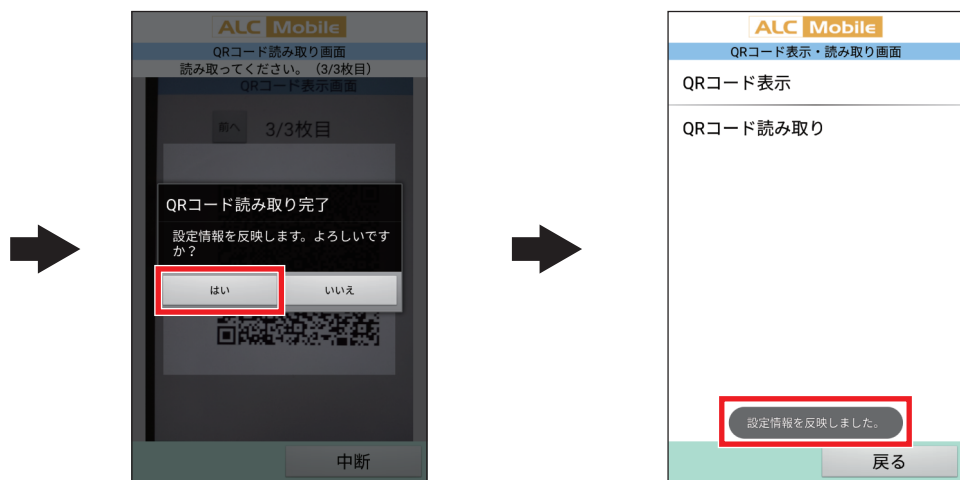 ALC Mobile
QRコード読み取り画面
読み取ってください。（3/3枚目）
QRコード表示画面
前へ 3/3枚目
QRコード読み取り完了
設定情報を反映します。よろしいです
か？
はい いいえ
中断
ALC Mobile
QRコード表示・読み取り画面
QRコード表示
QRコード読み取り
設定情報を反映しました。
戻る